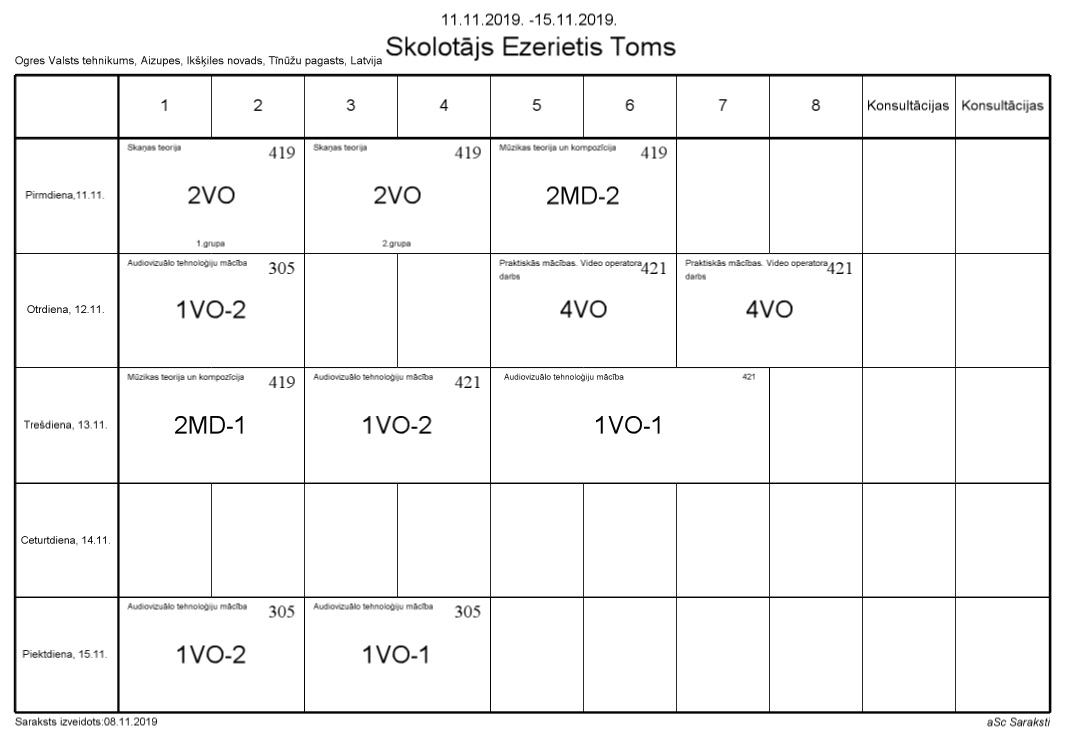 11.11.2019. -15.11.2019.
Skolotājs Ezerietis Toms
Ogres Valsts tehnikums, Aizupes, Ikšķiles novads, Tīnūžu pagasts, Latvija
1 2 3 4 5 6 7 8 Konsultācijas Konsultācijas
Pirmdiena,11.11.
Skaņas teorija 419
2VO
1.grupa
Skaņas teorija 419
2VO
2.grupa
Mūzikas teorija un kompozīcija 419
2MD-2
Otrdiena, 12.11.
Audiovizuālo tehnoloģiju mācība 305
1VO-2
Praktiskās mācības. Video operatora 421
darbs
4VO
Praktiskās mācības. Video operatora 421
darbs
4VO
Trešdiena, 13.11.
Mūzikas teorija un kompozīcija 419
2MD-1
Audiovizuālo tehnoloģiju mācība 421
1VO-2
Audiovizuālo tehnoloģiju mācība 421
1VO-1
Ceturtdiena, 14.11.
Piektdiena, 15.11.
Audiovizuālo tehnoloģiju mācība 305
1VO-2
Audiovizuālo tehnoloģiju mācība 305
1VO-1
Saraksts izveidots:08.11.2019
aSc Saraksti